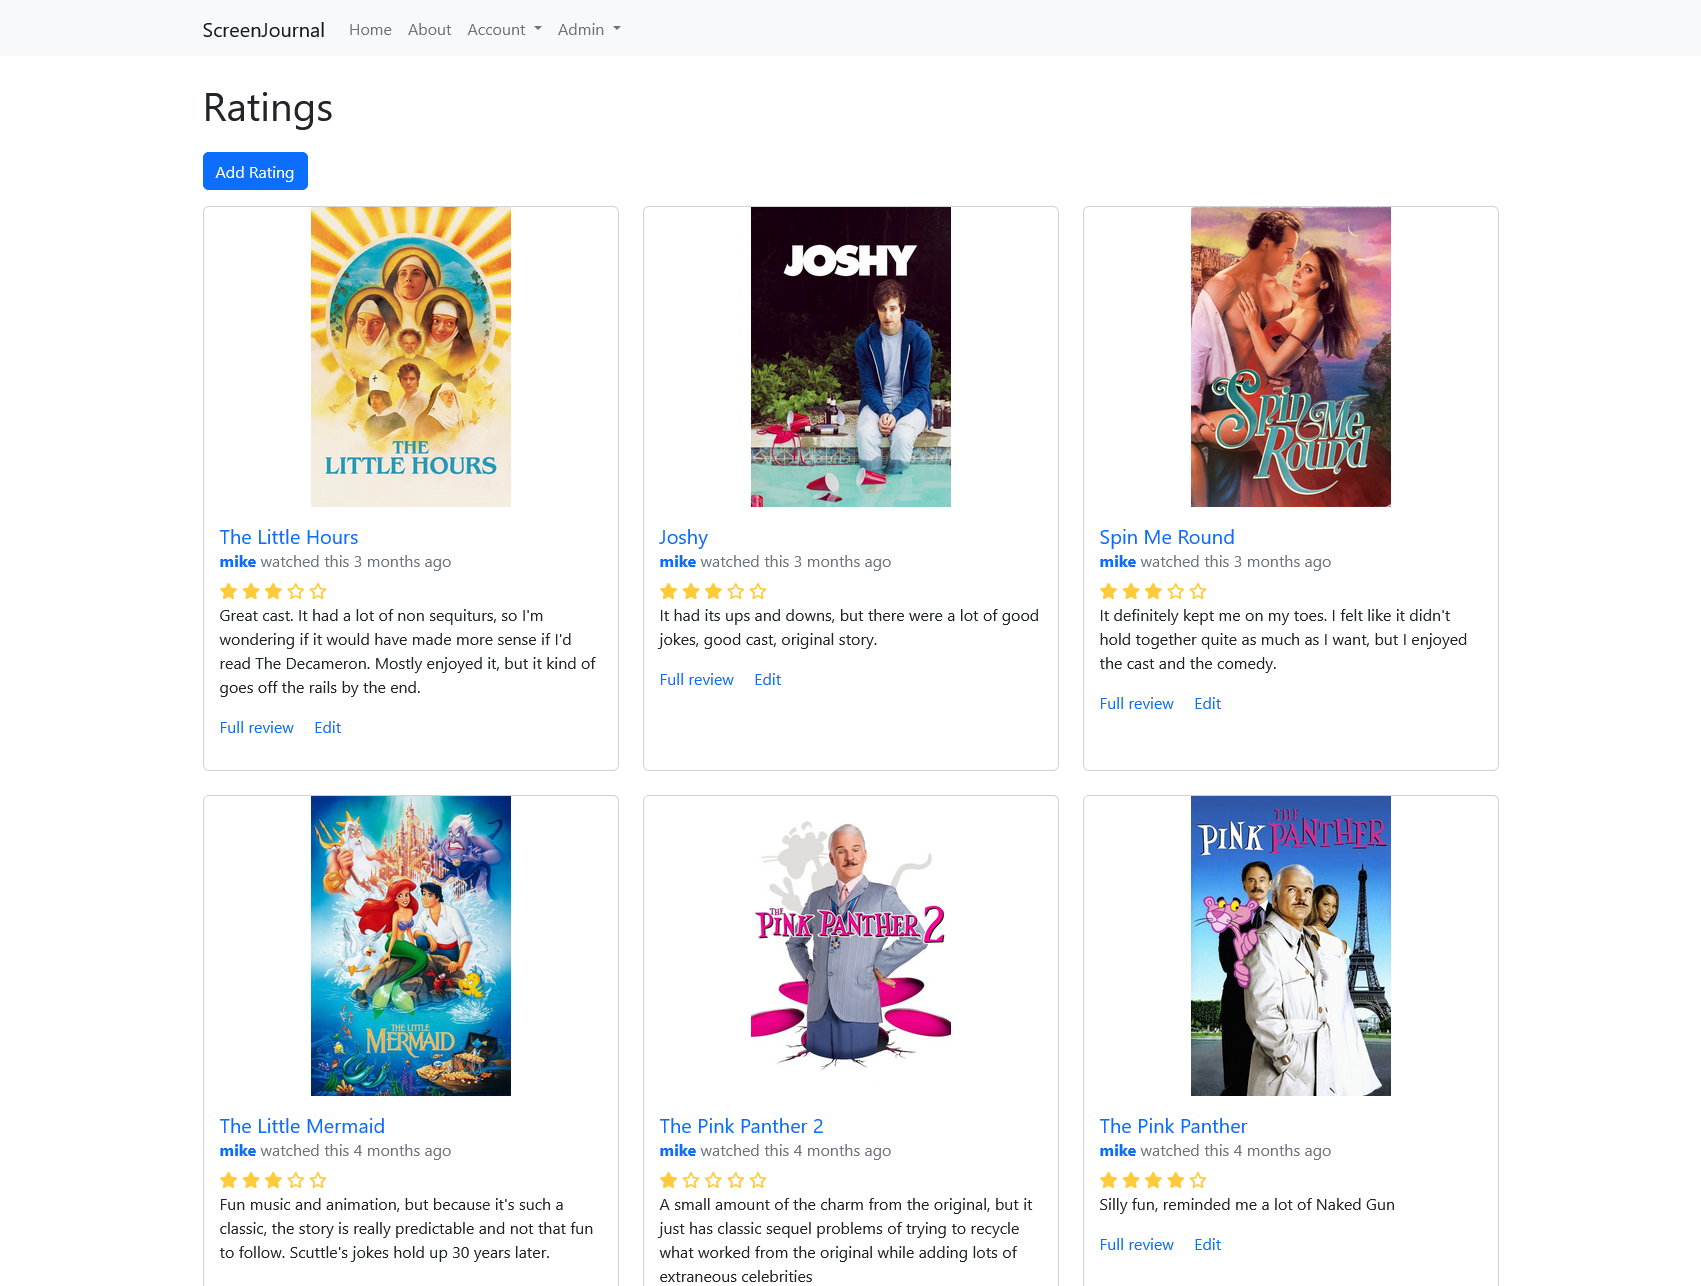 ScreenJournal Home About Account Admin
Ratings
Add Rating
THE
LITTLE HOURS
The Little Hours
mike watched this 3 months ago
Great cast. It had a lot of non sequiturs, so I'm
wondering if it would have made more sense if I'd
read The Decameron. Mostly enjoyed it, but it kind of
goes off the rails by the end.
Full review Edit
JOSHY
Joshy
mike watched this 3 months ago
It had its ups and downs, but there were a lot of good
jokes, good cast, original story.
Full review Edit
Spin Me
Round
Spin Me Round
mike watched this 3 months ago
It definitely kept me on my toes. I felt like it didn't
hold together quite as much as I want, but I enjoyed
the cast and the comedy.
Full review Edit
THE LITTLE
MERMAID
The Little Mermaid
mike watched this 4 months ago
Fun music and animation, but because it's such a
classic, the story is really predictable and not that fun
to follow. Scuttle's jokes hold up 30 years later.
THE
PINK PANTHER 2
The Pink Panther 2
mike watched this 4 months ago
A small amount of the charm from the original, but it
just has classic sequel problems of trying to recycle
what worked from the original while adding lots of
extraneous celebrities
THE
PINK PANTHER
The Pink Panther
mike watched this 4 months ago
Silly fun, reminded me a lot of Naked Gun
Full review Edit